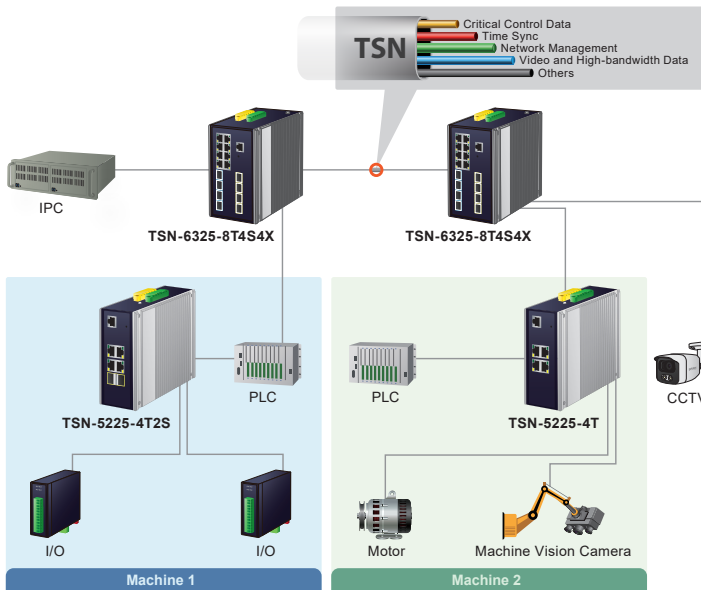 TSN
Critical Control Data
Time Sync
Network Management
Video and High-bandwidth Data
Others
IPC
TSN-6325-8T4S4X
TSN-6325-8T4S4X
PLC
PLC
CCTV
TSN-5225-4T2S
TSN-5225-4T
I/O
I/O
Motor
Machine Vision Camera
Machine 1
Machine 2